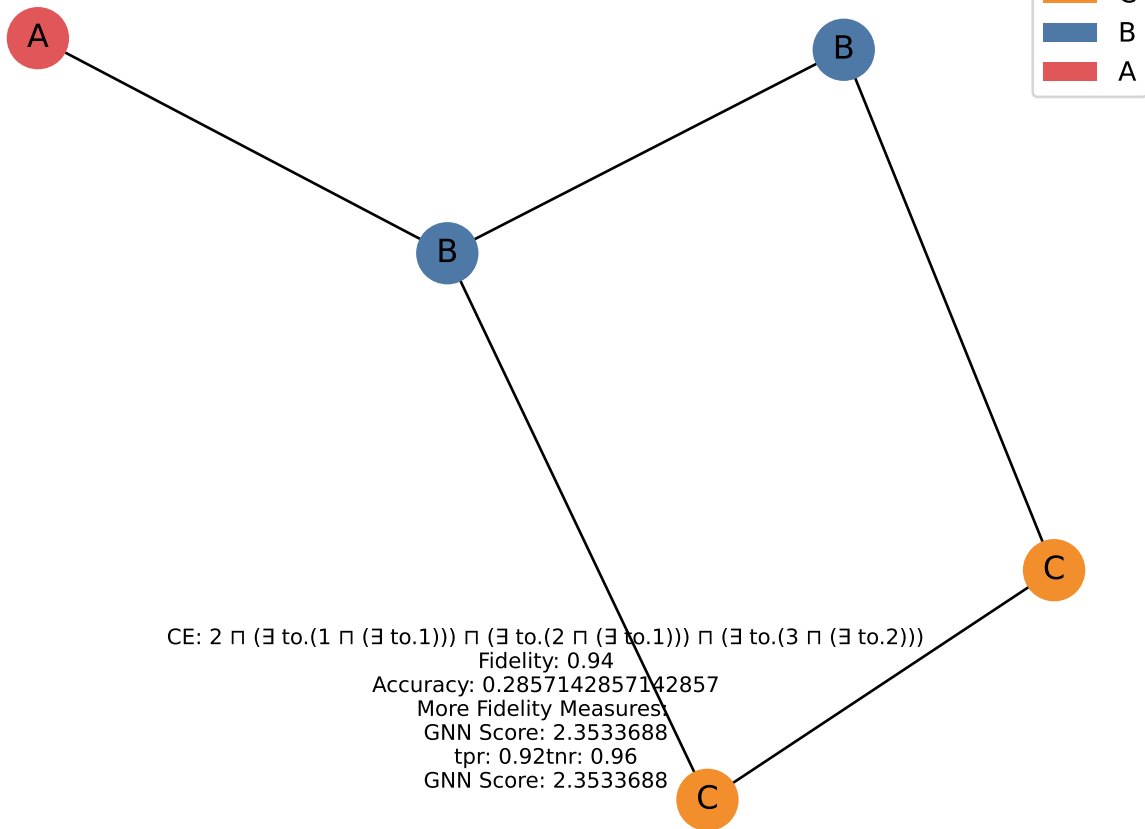 C
B
A
A
B
B
C
CE: 2 ⊓ (∃ to.(1 ⊓ (∃ to.1))) ⊓ (∃ to.(2 ⊓ (∃ to.1))) ⊓ (∃ to.(3 ⊓ (∃ to.2)))
Fidelity: 0.94
Accuracy: 0.2857142857142857
More Fidelity Measures:
GNN Score: 2.3533688
tpr: 0.92tnr: 0.96
GNN Score: 2.3533688
C